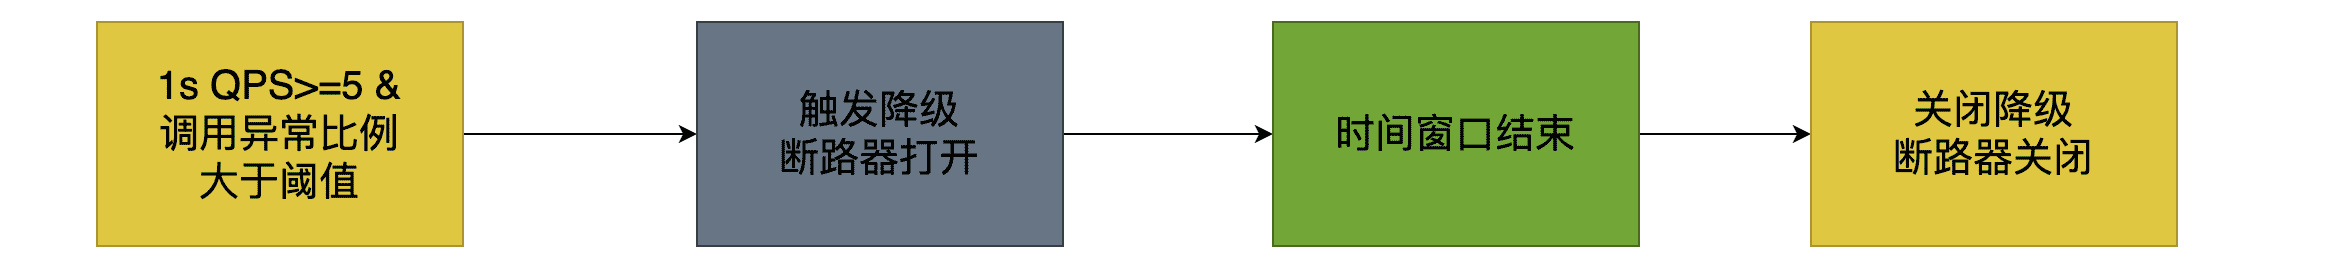 1s QPS>=5 &
调用异常比例
大于阈值
触发降级
断路器打开
时间窗口结束
关闭降级
断路器关闭